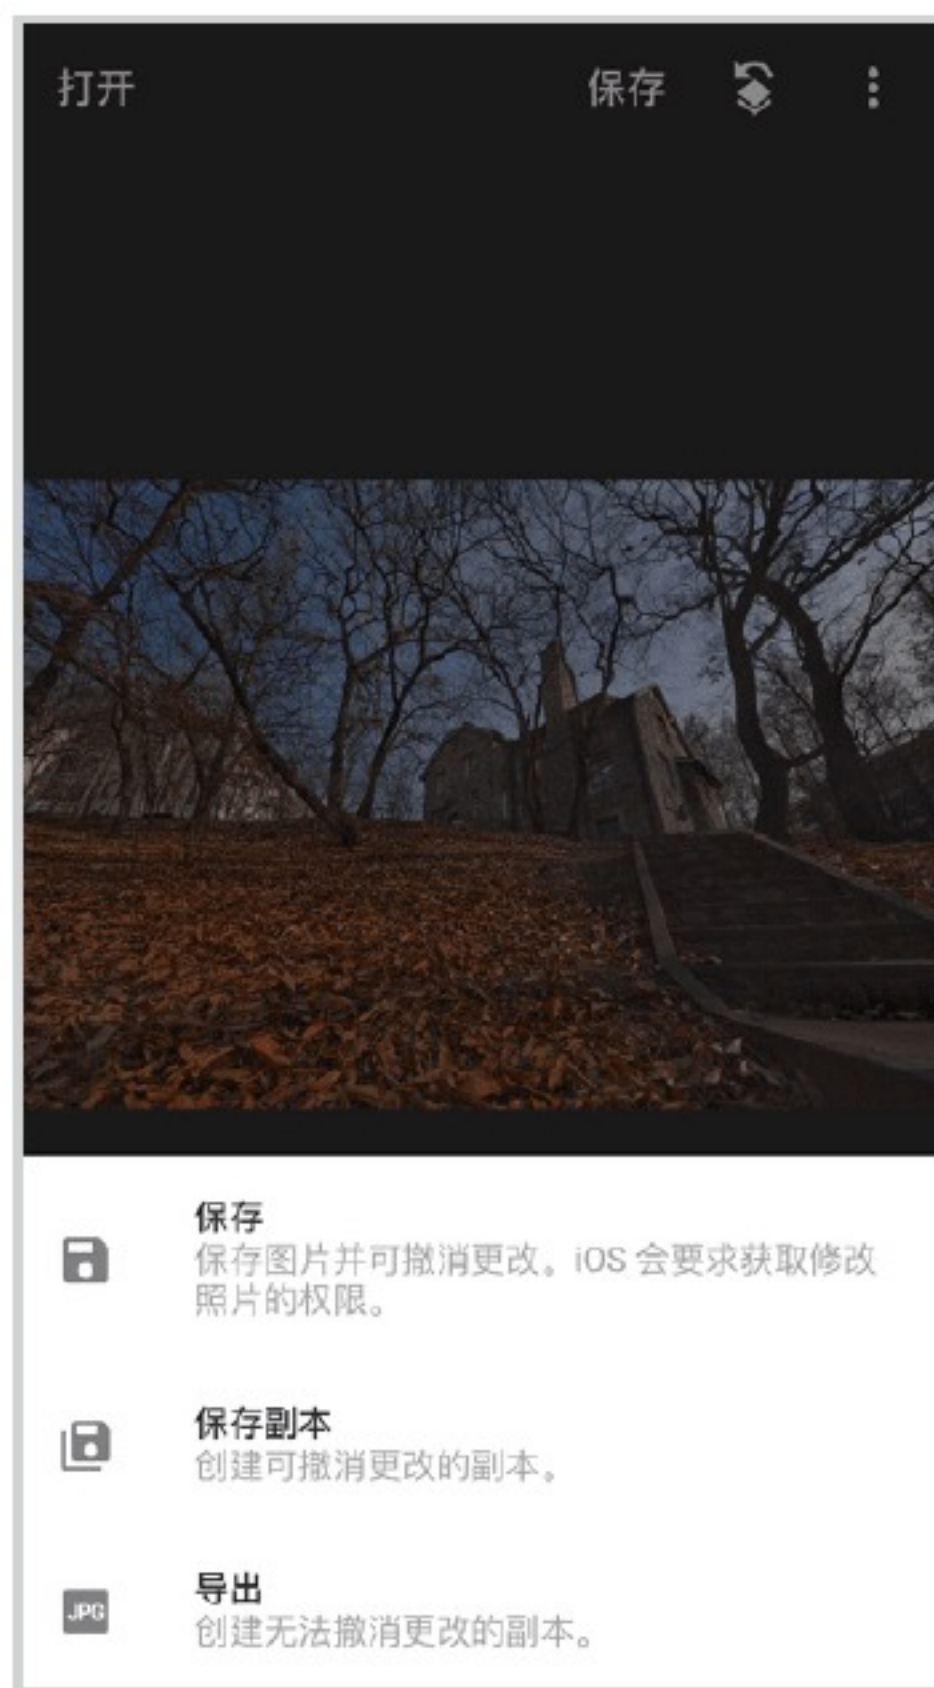 打开
保存
保存
保存图片并可撤消更改。iOS 会要求获取修改
照片的权限。
保存副本
创建可撤消更改的副本。
JPG
导出
创建无法撤消更改的副本。